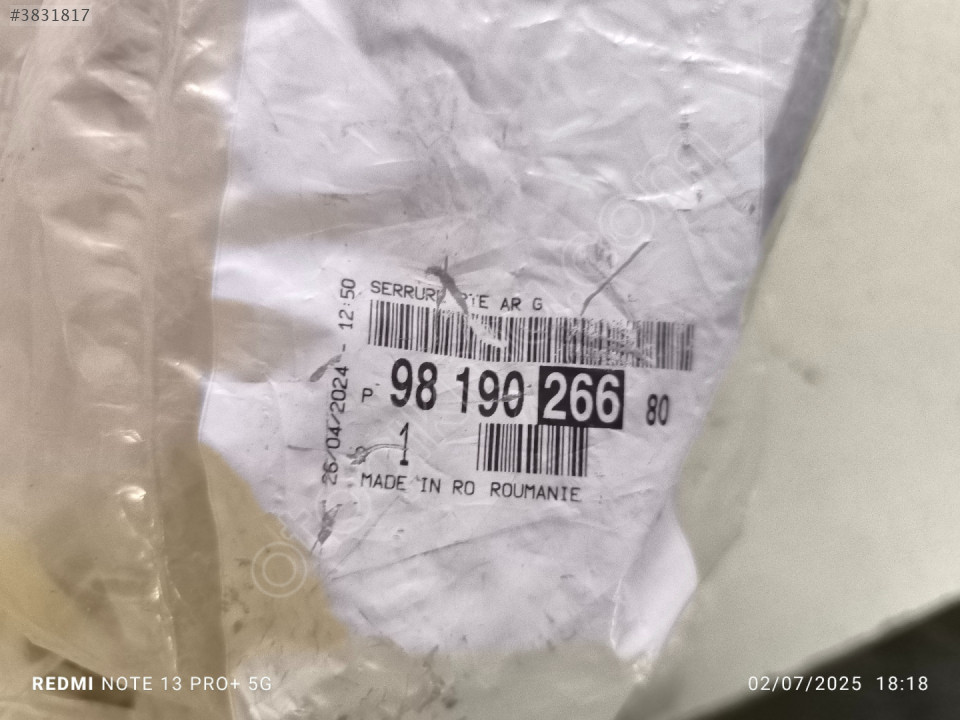 #3831817
26/04/2024 - 12:50
AR G
P 98 190 266 80
1
MADE IN RO ROUMANIE
REDMI NOTE 13 PRO+ 5G
02/07/2025 18:18